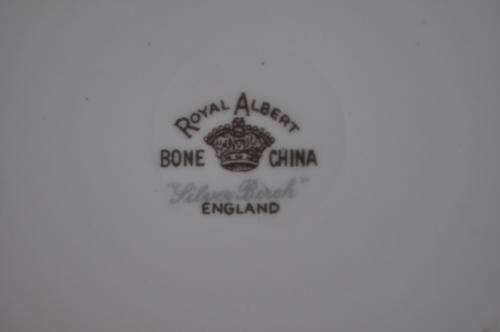 ROYAL ALBERT
BONE CHINA
"Silver Birch"
ENGLAND